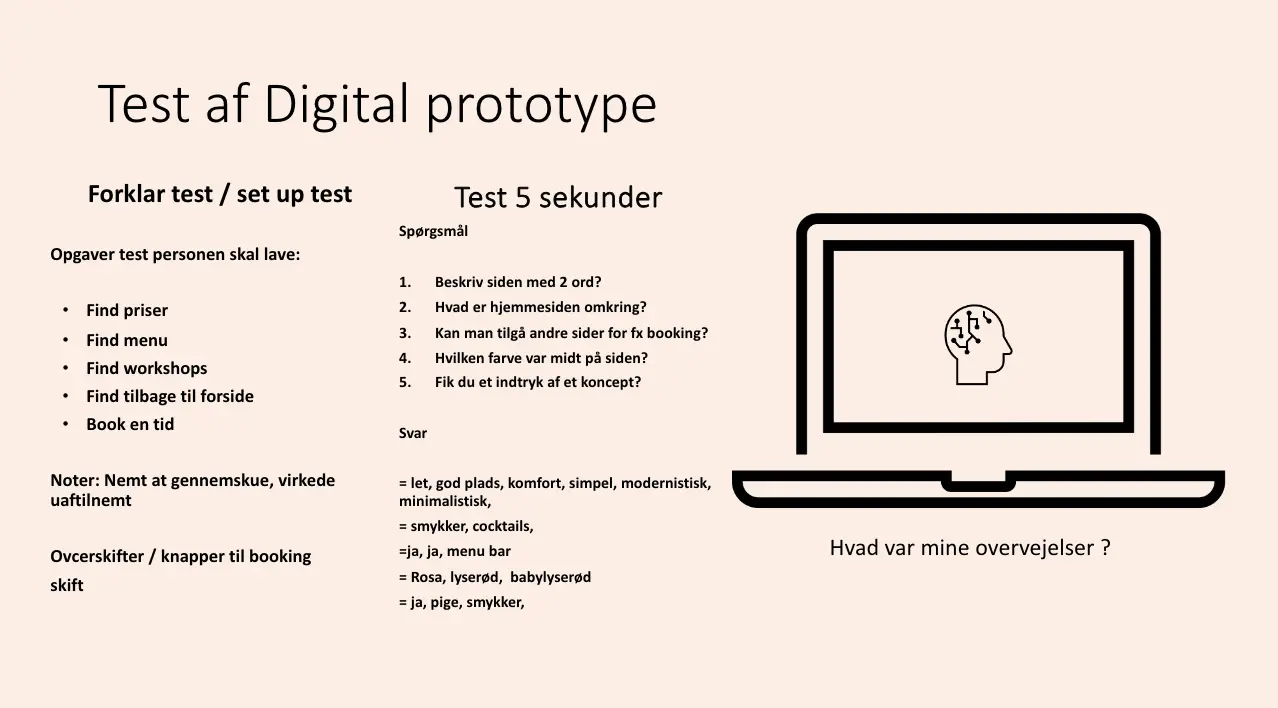 Test af Digital prototype
Forklar test / set up test
Opgaver test personen skal lave:
• Find priser
• Find menu
• Find workshops
• Find tilbage til forside
• Book en tid
Noter: Nemt at gennemskue, virkede
uaftilnemt
Ovcerskifter / knapper til booking
skift
Test 5 sekunder
Spørgsmål
1. Beskriv siden med 2 ord?
2. Hvad er hjemmesiden omkring?
3. Kan man tilgå andre sider for fx booking?
4. Hvilken farve var midt på siden?
5. Fik du et indtryk af et koncept?
Svar
= let, god plads, komfort, simpel, modernistisk,
minimalistisk,
= smykker, cocktails,
=ja, ja, menu bar
= Rosa, lyserød, babylyserød
= ja, pige, smykker,
Hvad var mine overvejelser ?